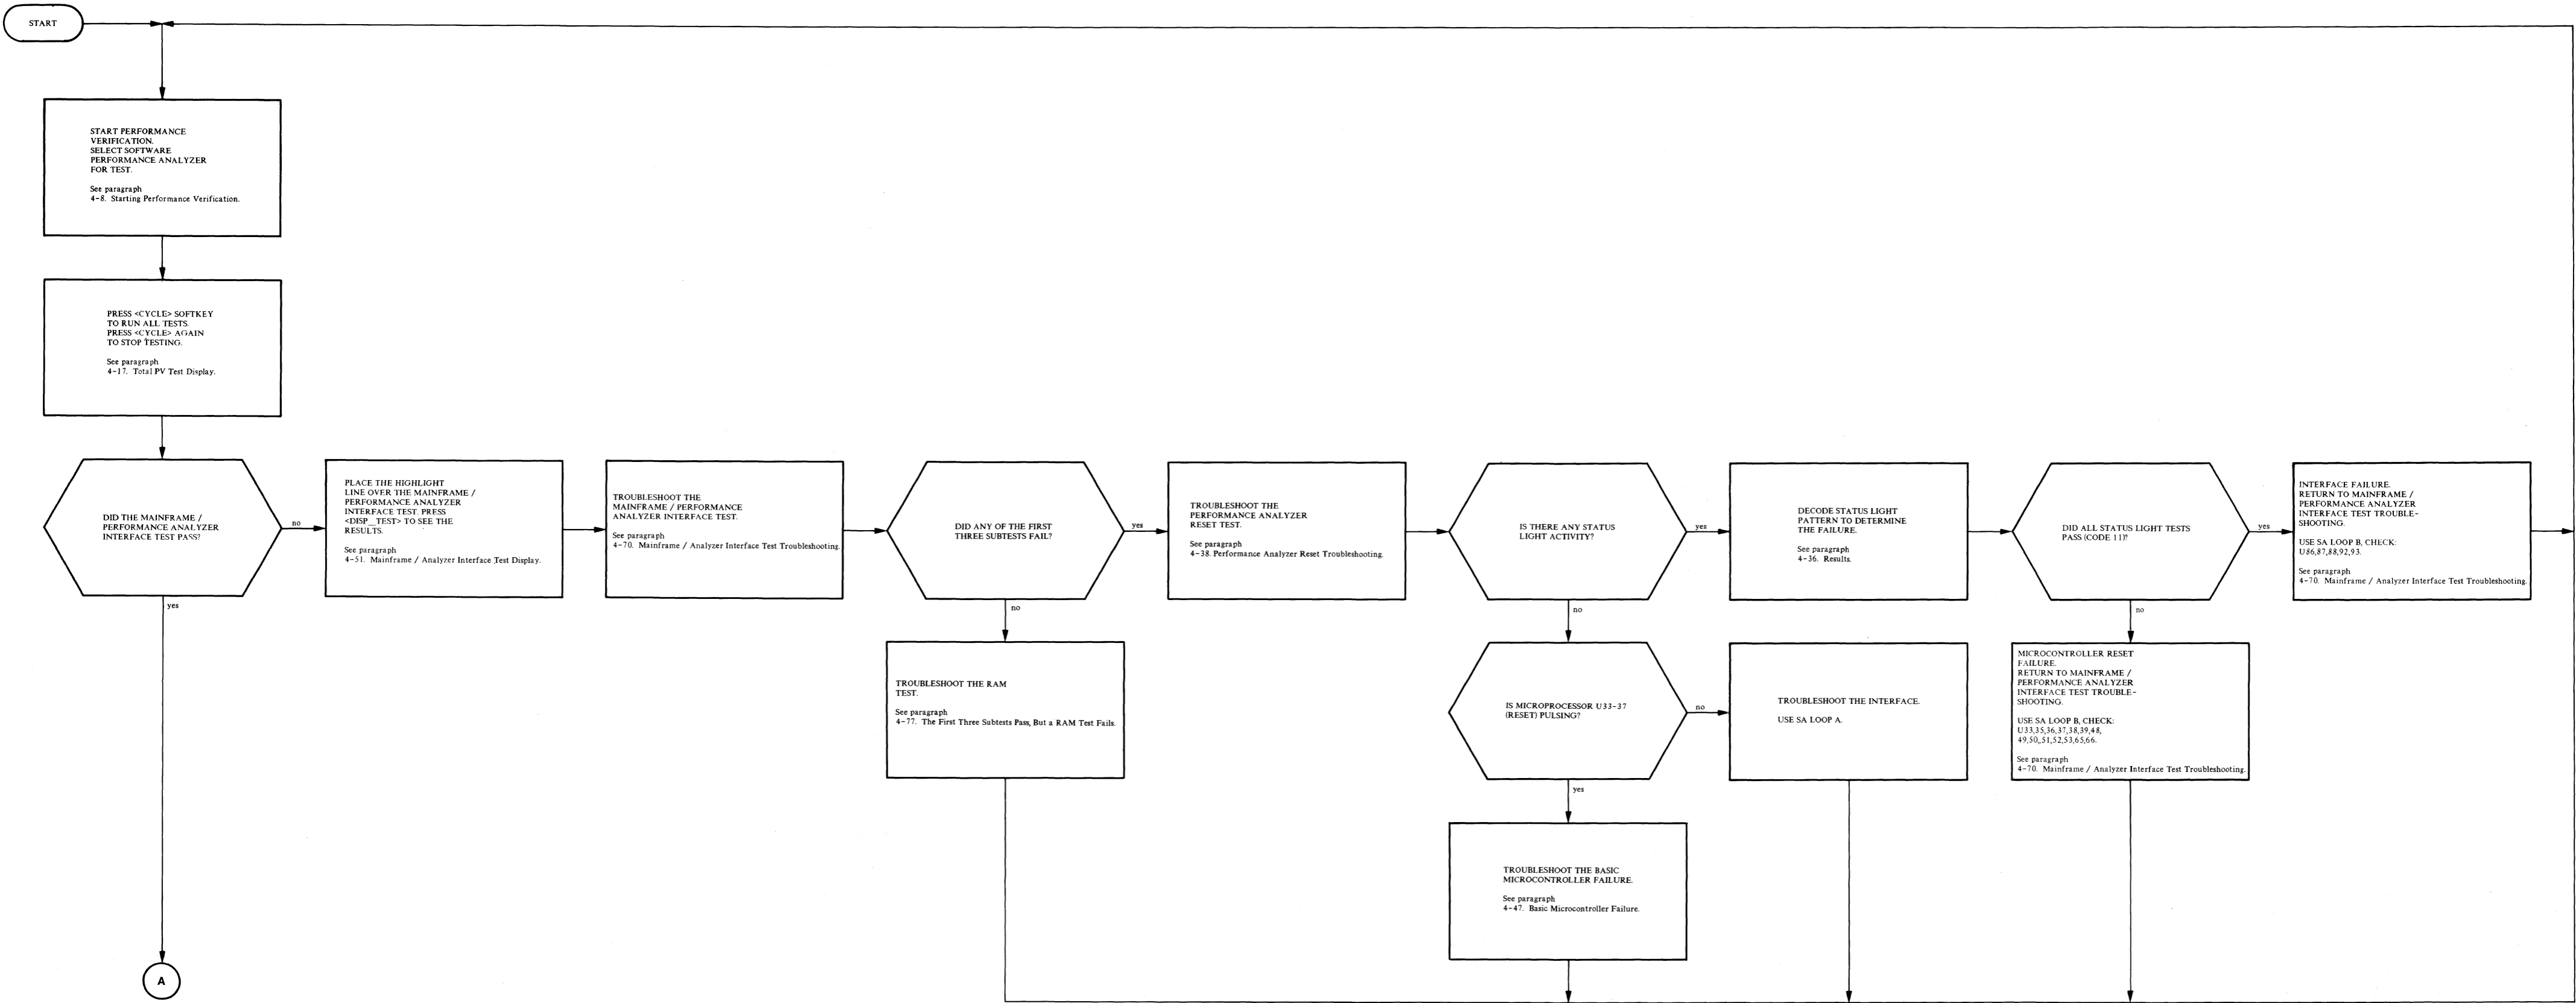 START
START PERFORMANCE
VERIFICATION.
SELECT SOFTWARE
PERFORMANCE ANALYZER
FOR TEST.
See paragraph
4-8. Starting Performance Verification.
PRESS <CYCLE> SOFTKEY
TO RUN ALL TESTS.
PRESS <CYCLE> AGAIN
TO STOP TESTING.
See paragraph
4-17. Total PV Test Display.
DID THE MAINFRAME /
PERFORMANCE ANALYZER
INTERFACE TEST PASS?
no
yes
A
PLACE THE HIGHLIGHT
LINE OVER THE MAINFRAME /
PERFORMANCE ANALYZER
INTERFACE TEST. PRESS
<DISP__TEST> TO SEE THE
RESULTS.
See paragraph
4-51. Mainframe / Analyzer Interface Test Display.
TROUBLESHOOT THE
MAINFRAME / PERFORMANCE
ANALYZER INTERFACE TEST.
See paragraph
4-70. Mainframe / Analyzer Interface Test Troubleshooting.
DID ANY OF THE FIRST
THREE SUBTESTS FAIL?
yes
no
TROUBLESHOOT THE RAM
TEST.
See paragraph
4-77. The First Three Subtests Pass, But a RAM Test Fails.
TROUBLESHOOT THE
PERFORMANCE ANALYZER
RESET TEST.
See paragraph
4-38. Performance Analyzer Reset Troubleshooting.
IS THERE ANY STATUS
LIGHT ACTIVITY?
yes
no
IS MICROPROCESSOR U33-37
(RESET) PULSING?
no
yes
TROUBLESHOOT THE BASIC
MICROCONTROLLER FAILURE.
See paragraph
4-47. Basic Microcontroller Failure.
DECODE STATUS LIGHT
PATTERN TO DETERMINE
THE FAILURE.
See paragraph
4-36. Results.
TROUBLESHOOT THE INTERFACE.
USE SA LOOP A.
DID ALL STATUS LIGHT TESTS
PASS (CODE 11)?
yes
no
MICROCONTROLLER RESET
FAILURE.
RETURN TO MAINFRAME /
PERFORMANCE ANALYZER
INTERFACE TEST TROUBLE-
SHOOTING.
USE SA LOOP B, CHECK:
U33,35,36,37,38,39,48,
49,50,,51,52,53,65,66.
See paragraph
4-70. Mainframe / Analyzer Interface Test Troubleshooting.
INTERFACE FAILURE.
RETURN TO MAINFRAME /
PERFORMANCE ANALYZER
INTERFACE TEST TROUBLE-
SHOOTING.
USE SA LOOP B, CHECK:
U86,87,88,92,93.
See paragraph
4-70. Mainframe / Analyzer Interface Test Troubleshooting.